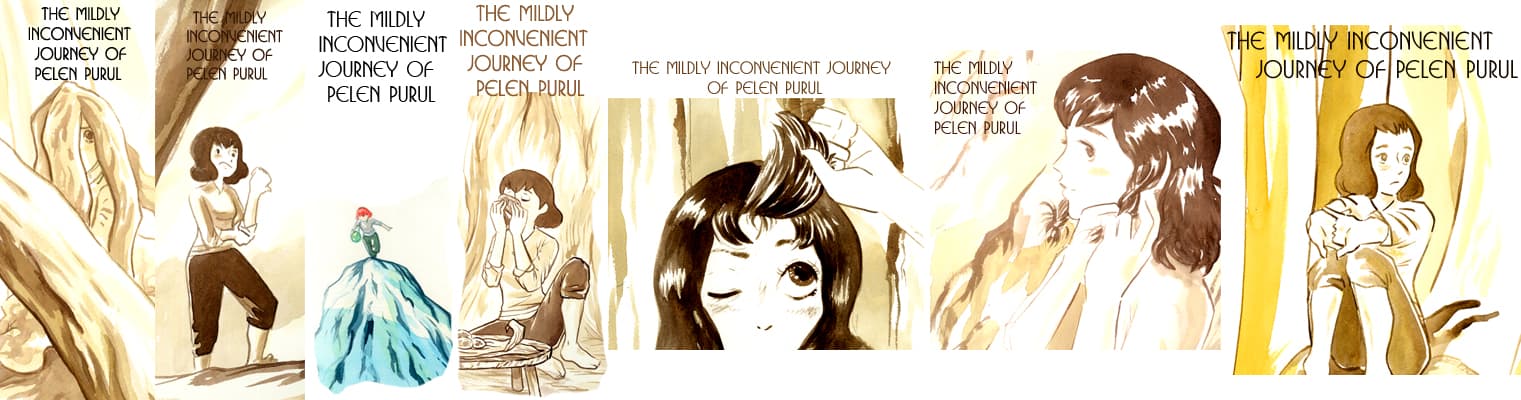 THE MILDLY
INCONVENIENT
JOURNEY OF
PELEN PURUL
THE MILDLY
INCONVENIENT
JOURNEY OF
PELEN PURUL
THE MILDLY
INCONVENIENT
JOURNEY OF
PELEN PURUL
THE MILDLY
INCONVENIENT
JOURNEY OF
PELEN PURUL
THE MILDLY INCONVENIENT JOURNEY
OF PELEN PURUL
THE MILDLY
INCONVENIENT
JOURNEY OF
PELEN PURUL
THE MILDLY INCONVENIENT
JOURNEY OF PELEN PURUL